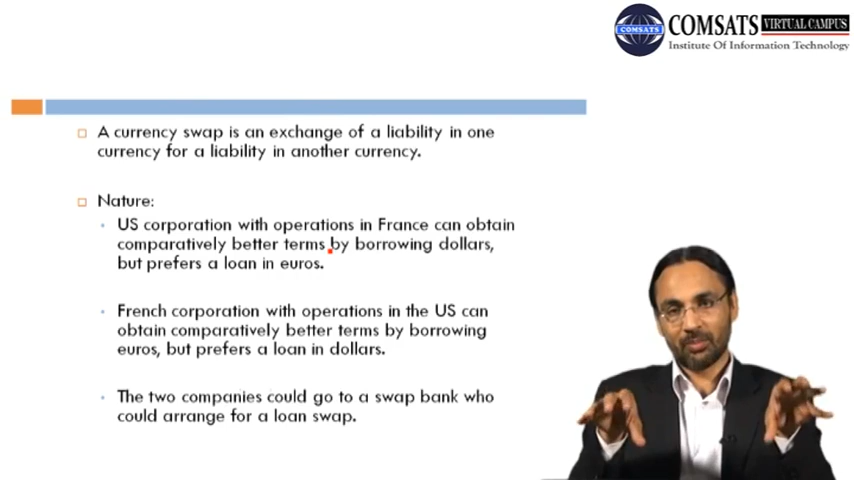 COMSATS VIRTUAL CAMPUS
COMSATS
Institute Of Information Technology
A currency swap is an exchange of a liability in one
currency for a liability in another currency.
Nature:
US corporation with operations in France can obtain
comparatively better terms by borrowing dollars,
but prefers a loan in euros.
French corporation with operations in the US can
obtain comparatively better terms by borrowing
euros, but prefers a loan in dollars.
The two companies could go to a swap bank who
could arrange for a loan swap.